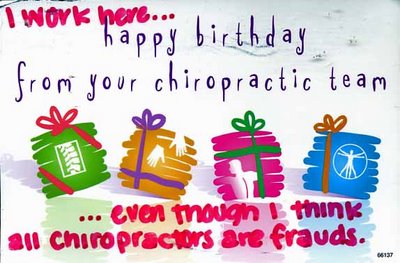 I work here...
happy birthday
from your chiropractic team
... even though I think
all chiropractors are frauds.
66137